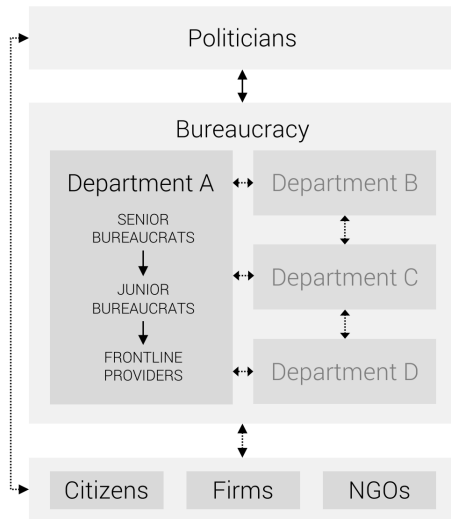 Politicians
Bureaucracy
Department A
SENIOR
BUREAUCRATS
JUNIOR
BUREAUCRATS
FRONTLINE
PROVIDERS
Department B
Department C
Department D
Citizens
Firms
NGOs